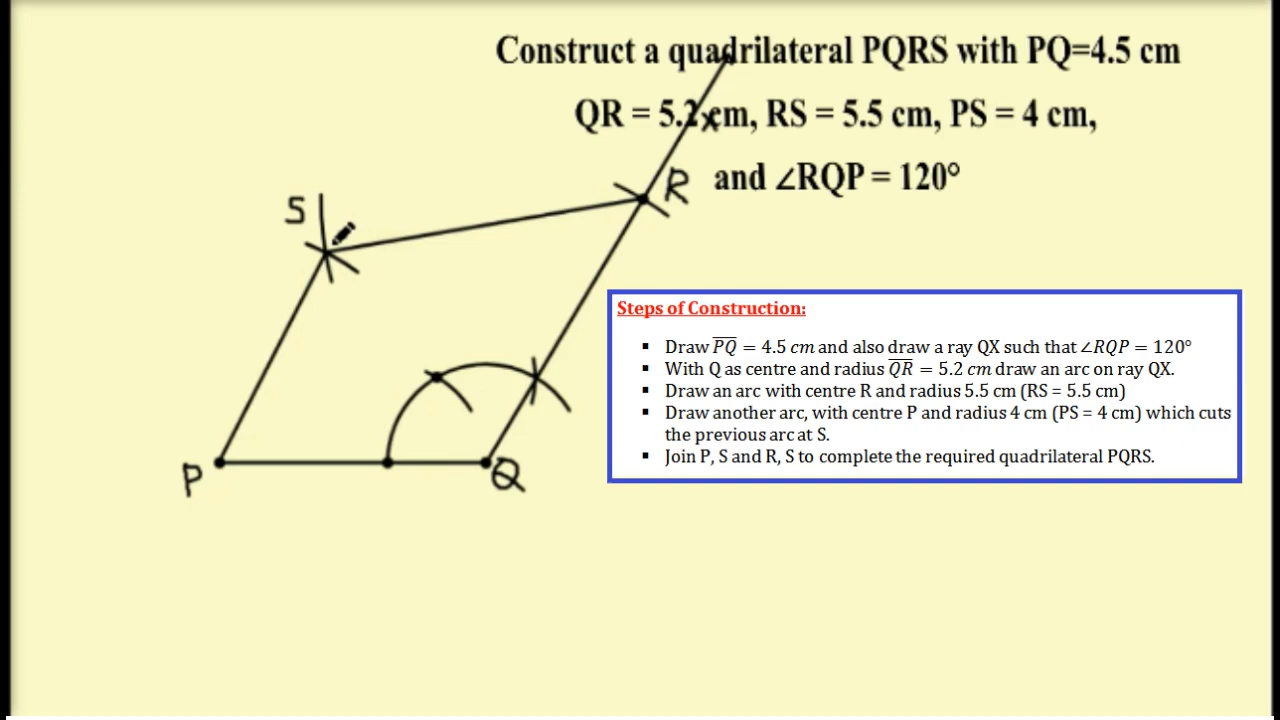 Construct a quadrilateral PQRS with PQ=4.5 cm
QR = 5.2 cm, RS = 5.5 cm, PS = 4 cm,
x
and ∠RQP = 120°
R
S
Steps of Construction:
▪ Draw P̅Q̅ = 4.5 cm and also draw a ray QX such that ∠RQP = 120°
▪ With Q as centre and radius Q̅R̅ = 5.2 cm draw an arc on ray QX.
▪ Draw an arc with centre R and radius 5.5 cm (RS = 5.5 cm)
▪ Draw another arc, with centre P and radius 4 cm (PS = 4 cm) which cuts
the previous arc at S.
▪ Join P, S and R, S to complete the required quadrilateral PQRS.
P
Q